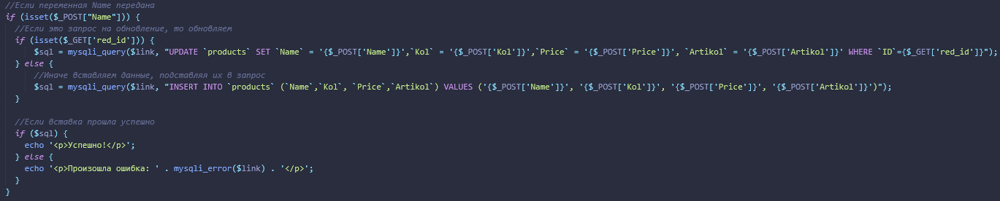 //Если переменная Name передана
if (isset($_POST["Name"])) {
//Если это запрос на обновление, то обновляем
if (isset($_GET['red_id'])) {
$sql = mysqli_query($link, "UPDATE `products` SET `Name` = '{$_POST['Name']}',`Kol` = '{$_POST['Kol']}',`Price` = '{$_POST['Price']}', `Artikol` = '{$_POST['Artikol']}' WHERE `ID`={$_GET['red_id']}");
} else {
//Иначе вставляем данные, подставляя их в запрос
$sql = mysqli_query($link, "INSERT INTO `products` (`Name`,`Kol`, `Price`,`Artikol`) VALUES ('{$_POST['Name']}', '{$_POST['Kol']}', '{$_POST['Price']}', '{$_POST['Artikol']}')");
}
//Если вставка прошла успешно
if ($sql) {
echo '<p>Успешно!</p>';
} else {
echo '<p>Произошла ошибка: ' . mysqli_error($link) . '</p>';
}
}